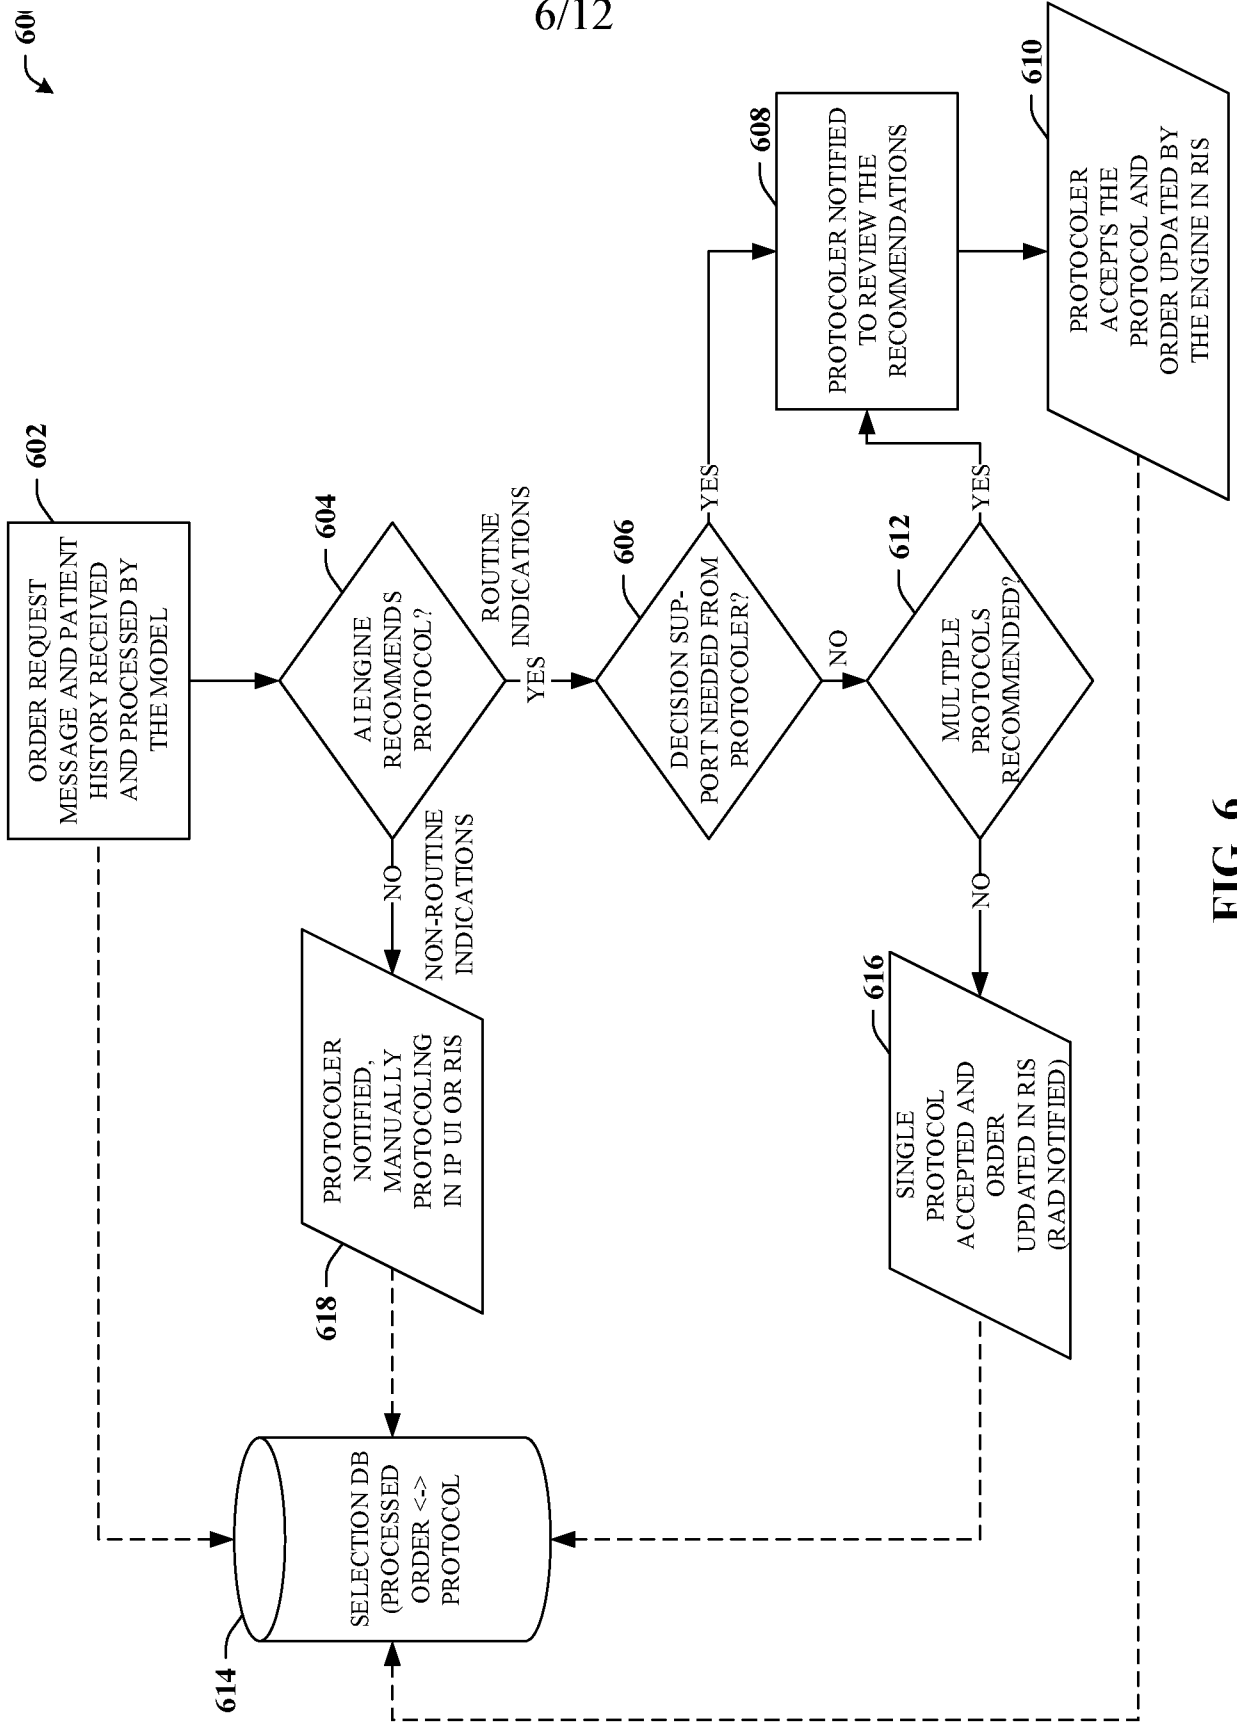 6/12
60
602
ORDER REQUEST
MESSAGE AND PATIENT
HISTORY RECEIVED
AND PROCESSED BY
THE MODEL
604
AI ENGINE
RECOMMENDS
PROTOCOL?
YES
ROUTINE
INDICATIONS
NO
NON-ROUTINE
INDICATIONS
606
DECISION SUP-
PORT NEEDED FROM
PROTOCOLER?
YES
NO
608
PROTOCOLER NOTIFIED
TO REVIEW THE
RECOMMENDATIONS
610
PROTOCOLER
ACCEPTS THE
PROTOCOL AND
ORDER UPDATED BY
THE ENGINE IN RIS
612
MULTIPLE
PROTOCOLS
RECOMMENDED?
YES
NO
614
SELECTION DB
(PROCESSED
ORDER <->
PROTOCOL
616
SINGLE
PROTOCOL
ACCEPTED AND
ORDER
UPDATED IN RIS
(RAD NOTIFIED)
618
PROTOCOLER
NOTIFIED,
MANUALLY
PROTOCOLING
IN IP UI OR RIS
FIG. 6